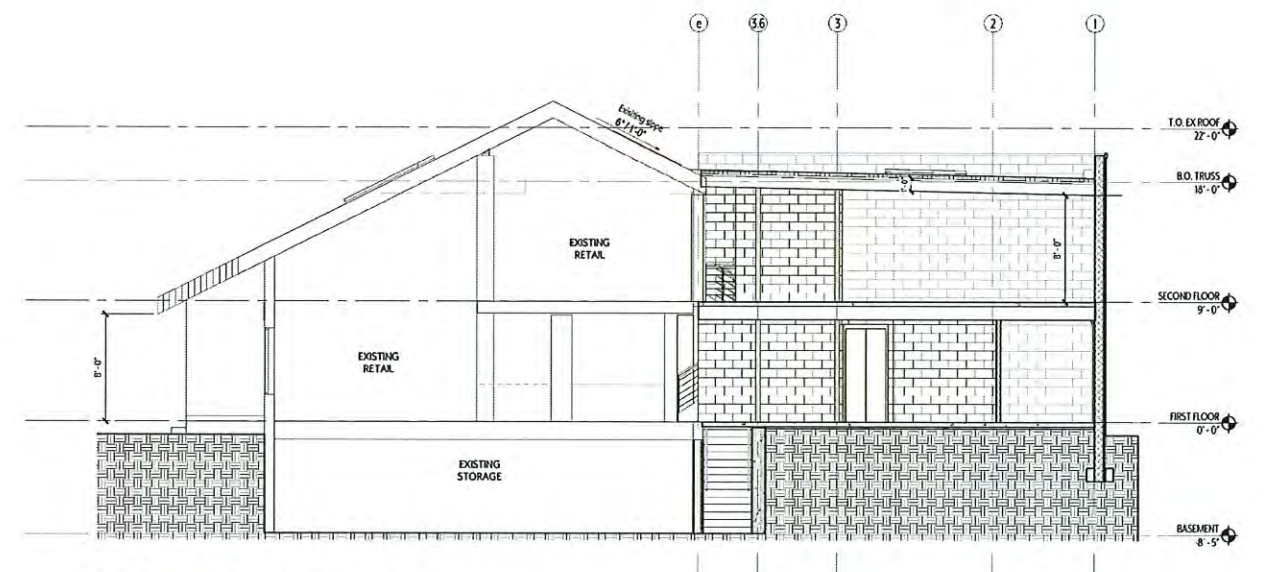 e
3.6
3
2
1
Existing slope
6"/1'-0"
T.O. EX ROOF
22'-0"
B.O. TRUSS
18'-0"
1'-0"
EXISTING
RETAIL
8'-0"
SECOND FLOOR
9'-0"
8'-0"
EXISTING
RETAIL
FIRST FLOOR
0'-0"
EXISTING
STORAGE
BASEMENT
-8'-5"